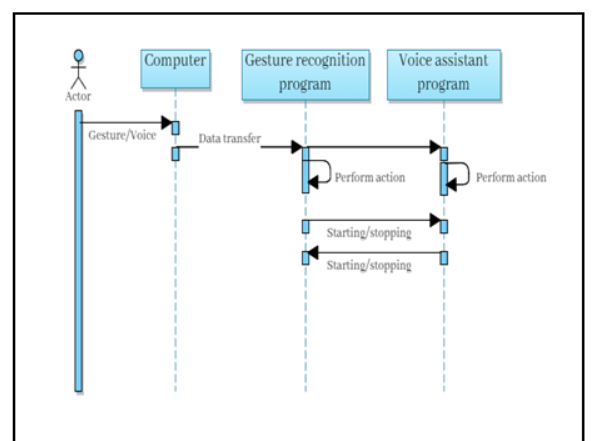 Computer
Gesture recognition
program
Voice assistant
program
Actor
Gesture/Voice
Data transfer
Perform action
Perform action
Starting/stopping
Starting/stopping